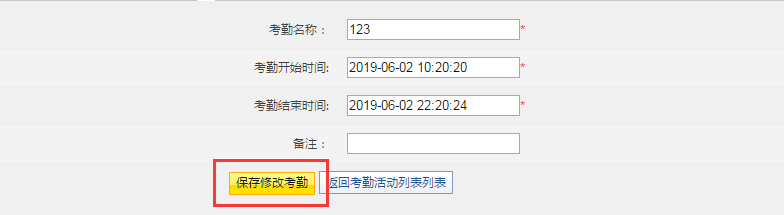 考勤名称： 123*
考勤开始时间: 2019-06-02 10:20:20*
考勤结束时间: 2019-06-02 22:20:24*
备注：
保存修改考勤 返回考勤活动列表列表